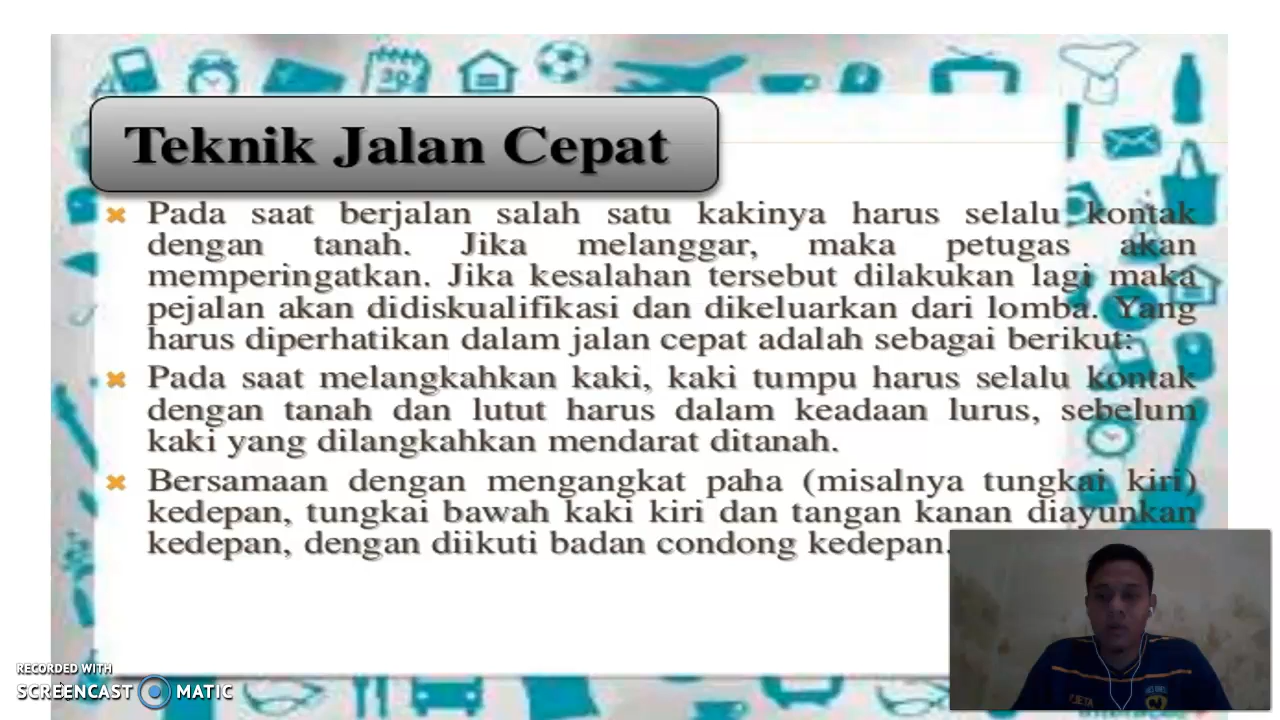 Teknik Jalan Cepat
Pada saat berjalan salah satu kakinya harus selalu kontak
dengan tanah. Jika melanggar, maka petugas akan
memperingatkan. Jika kesalahan tersebut dilakukan lagi maka
pejalan akan didiskualifikasi dan dikeluarkan dari lomba. Yang
harus diperhatikan dalam jalan cepat adalah sebagai berikut:
Pada saat melangkahkan kaki, kaki tumpu harus selalu kontak
dengan tanah dan lutut harus dalam keadaan lurus, sebelum
kaki yang dilangkahkan mendarat ditanah.
Bersamaan dengan mengangkat paha (misalnya tungkai kiri)
kedepan, tungkai bawah kaki kiri dan tangan kanan diayunkan
kedepan, dengan diikuti badan condong kedepan.
RECORDED WITH
SCREENCAST MATIC